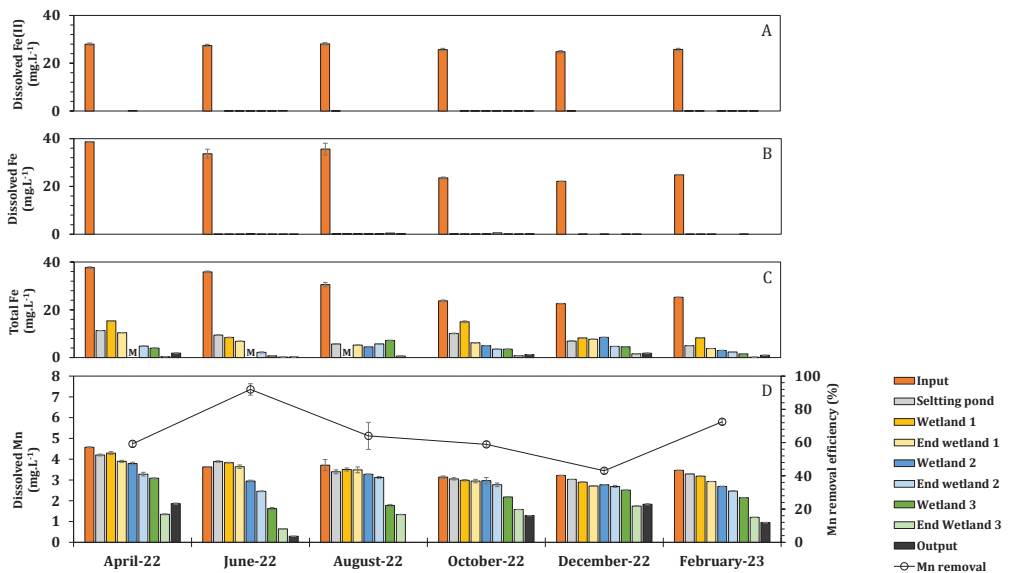 Dissolved Fe(II)
(mg.L-1)
40
20
0
A
Dissolved Fe
(mg.L-1)
40
20
0
B
Total Fe
(mg.L-1)
40
20
0
M
M
M
C
Dissolved Mn
(mg.L-1)
8
7
6
5
4
3
2
1
0
D
100
80
60
40
20
0
Mn removal efficiency (%)
April-22
June-22
August-22
October-22
December-22
February-23
Input
Seltting pond
Wetland 1
End wetland 1
Wetland 2
End wetland 2
Wetland 3
End Wetland 3
Output
Mn removal